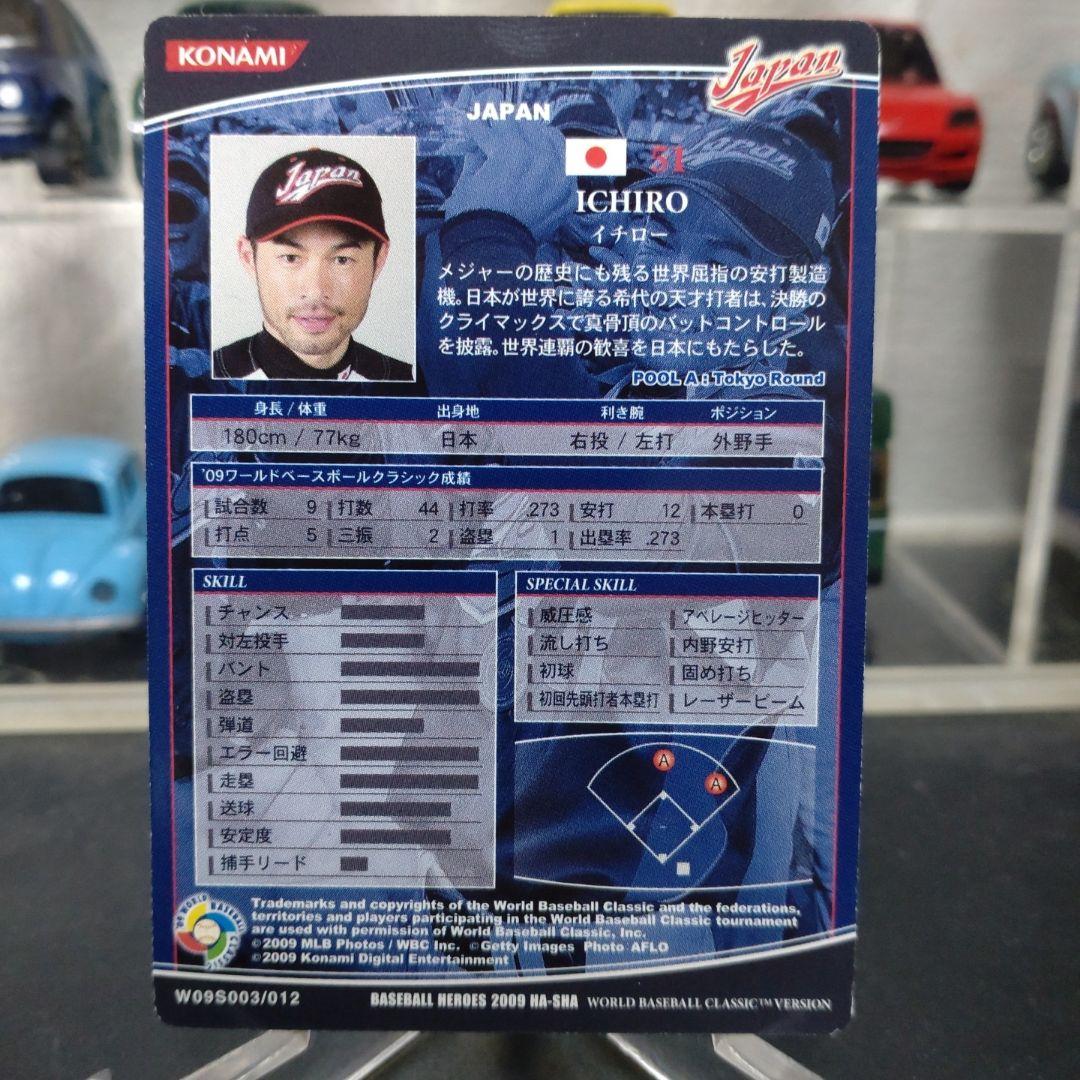 KONAMI
Japan
JAPAN
Japan
51
ICHIRO
イチロー
メジャーの歴史にも残る世界屈指の安打製造
機。日本が世界に誇る希代の天才打者は、決勝の
クライマックスで真骨頂のバットコントロール
を披露。世界連覇の歓喜を日本にもたらした。
POOL A : Tokyo Round
身長 / 体重 出身地 利き腕 ポジション
180cm / 77kg 日本 右投 / 左打 外野手
'09ワールドベースボールクラシック成績
試合数 9 打数 44 打率 .273 安打 12 本塁打 0
打点 5 三振 2 盗塁 1 出塁率 .273
SKILL
チャンス
対左投手
バント
盗塁
弾道
エラー回避
走塁
送球
安定度
捕手リード
SPECIAL SKILL
威圧感 アベレージヒッター
流し打ち 内野安打
初球 固め打ち
初回先頭打者本塁打 レーザービーム
A
A
Trademarks and copyrights of the World Baseball Classic and the federations,
territories and players participating in the World Baseball Classic tournament
are used with permission of World Baseball Classic, Inc.
©2009 MLB Photos / WBC Inc. ©Getty Images Photo AFLO
©2009 Konami Digital Entertainment
W09S003/012
BASEBALL HEROES 2009 HA-SHA WORLD BASEBALL CLASSIC™ VERSION